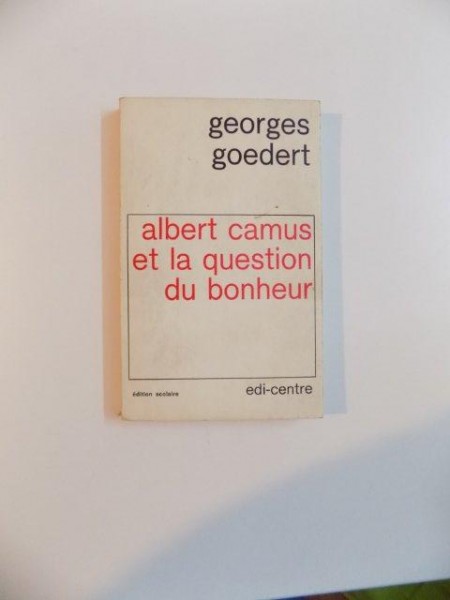 georges
goedert
albert camus
et la question
du bonheur
édition scolaire
edi-centre